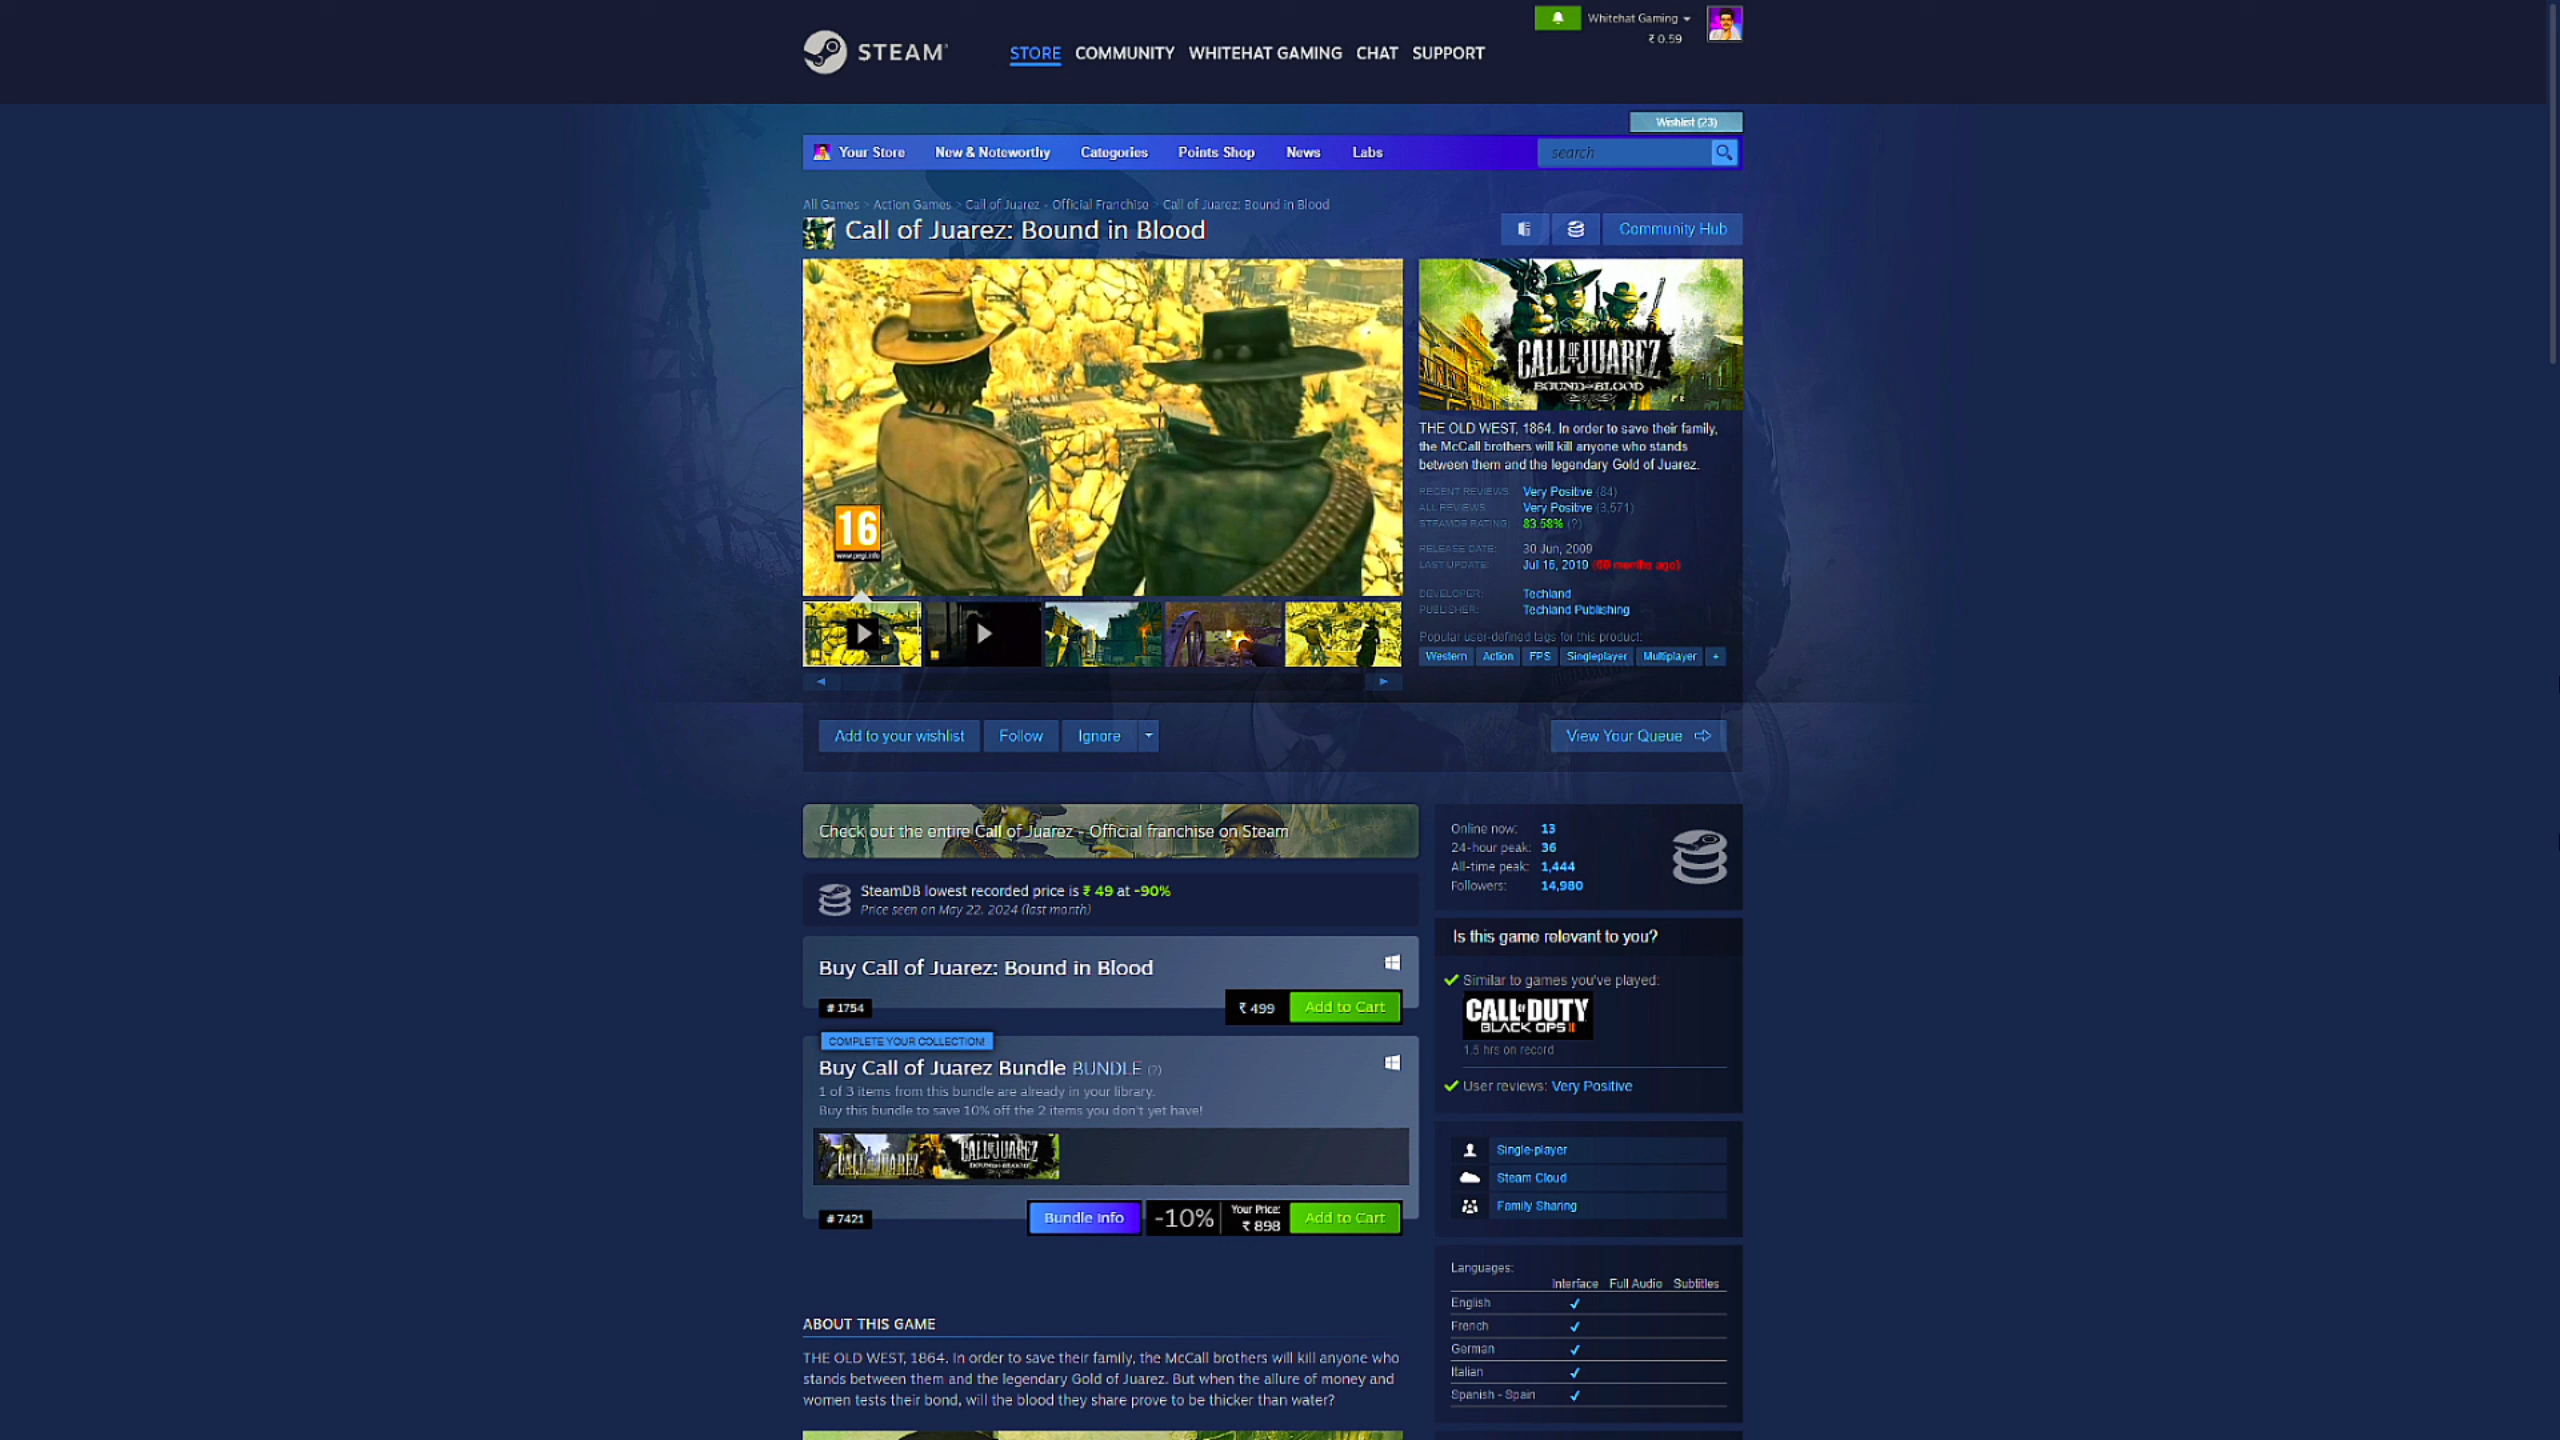 Whitehat Gaming
₹ 0.59
STEAM
STORE COMMUNITY WHITEHAT GAMING CHAT SUPPORT
Wishlist (23)
Your Store New & Noteworthy Categories Points Shop News Labs search
All Games > Action Games > Call of Juarez - Official Franchise > Call of Juarez: Bound in Blood
Call of Juarez: Bound in Blood
Community Hub
16
www.pegi.info
CALL OF JUAREZ
BOUND IN BLOOD
THE OLD WEST, 1864. In order to save their family,
the McCall brothers will kill anyone who stands
between them and the legendary Gold of Juarez.
RECENT REVIEWS: Very Positive (84)
ALL REVIEWS: Very Positive (3,571)
STEAMDB RATING: 83.58% (?)
RELEASE DATE: 30 Jun, 2009
LAST UPDATE: Jul 16, 2019 (60 months ago)
DEVELOPER: Techland
PUBLISHER: Techland Publishing
Popular user-defined tags for this product:
Western Action FPS Singleplayer Multiplayer +
Add to your wishlist Follow Ignore View Your Queue
Check out the entire Call of Juarez - Official franchise on Steam
SteamDB lowest recorded price is ₹ 49 at -90%
Price seen on May 22, 2024 (last month)
Buy Call of Juarez: Bound in Blood
# 1754
₹ 499 Add to Cart
COMPLETE YOUR COLLECTION!
Buy Call of Juarez Bundle BUNDLE (?)
1 of 3 items from this bundle are already in your library.
Buy this bundle to save 10% off the 2 items you don't yet have!
CALL OF JUAREZ CALL OF JUAREZ
BOUND IN BLOOD
# 7421
Bundle Info -10% Your Price: ₹ 898 Add to Cart
ABOUT THIS GAME
THE OLD WEST, 1864. In order to save their family, the McCall brothers will kill anyone who
stands between them and the legendary Gold of Juarez. But when the allure of money and
women tests their bond, will the blood they share prove to be thicker than water?
Online now: 13
24-hour peak: 36
All-time peak: 1,444
Followers: 14,980
Is this game relevant to you?
Similar to games you've played:
CALL OF DUTY
BLACK OPS II
1.5 hrs on record
User reviews: Very Positive
Single-player
Steam Cloud
Family Sharing
Languages:
Interface Full Audio Subtitles
English
French
German
Italian
Spanish - Spain